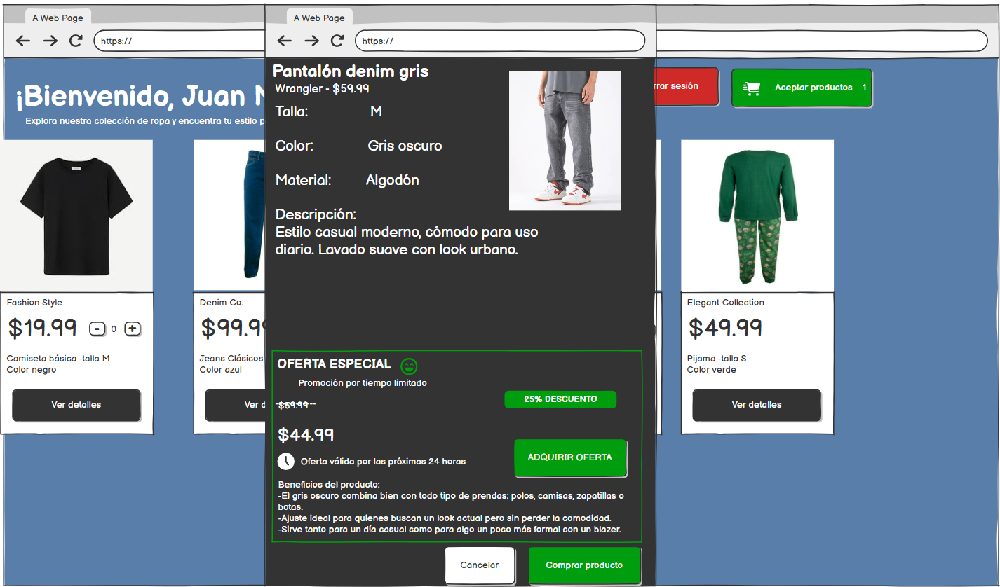 A Web Page
https://
¡Bienvenido, Juan
Explora nuestra colección de ropa y encuentra tu estilo
sesión
Aceptar productos 1
Fashion Style
$19.99 - 0 +
Camiseta básica -talla M
Color negro
Ver detalles
Denim Co.
$99.99
Jeans Clásicos
Color azul
Ver
A Web Page
https://
Pantalón denim gris
Wrangler - $59.99
Talla: M
Color: Gris oscuro
Material: Algodón
Descripción:
Estilo casual moderno, cómodo para uso
diario. Lavado suave con look urbano.
OFERTA ESPECIAL
Promoción por tiempo limitado
$59.99
25% DESCUENTO
$44.99
Oferta válida por las próximas 24 horas
ADQUIRIR OFERTA
Beneficios del producto:
-El gris oscuro combina bien con todo tipo de prendas: polos, camisas, zapatillas o
botas.
-Ajuste ideal para quienes buscan un look actual pero sin perder la comodidad.
-Sirve tanto para un día casual como para algo un poco más formal con un blazer.
Cancelar
Comprar producto
Elegant Collection
$49.99
Pijama -talla S
Color verde
Ver detalles